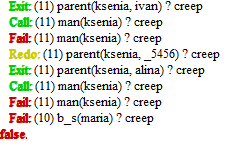 Exit: (11) parent(ksenia, ivan) ? creep
Call: (11) man(ksenia) ? creep
Fail: (11) man(ksenia) ? creep
Redo: (11) parent(ksenia, _5456) ? creep
Exit: (11) parent(ksenia, alina) ? creep
Call: (11) man(ksenia) ? creep
Fail: (11) man(ksenia) ? creep
Fail: (10) b_s(maria) ? creep
false.